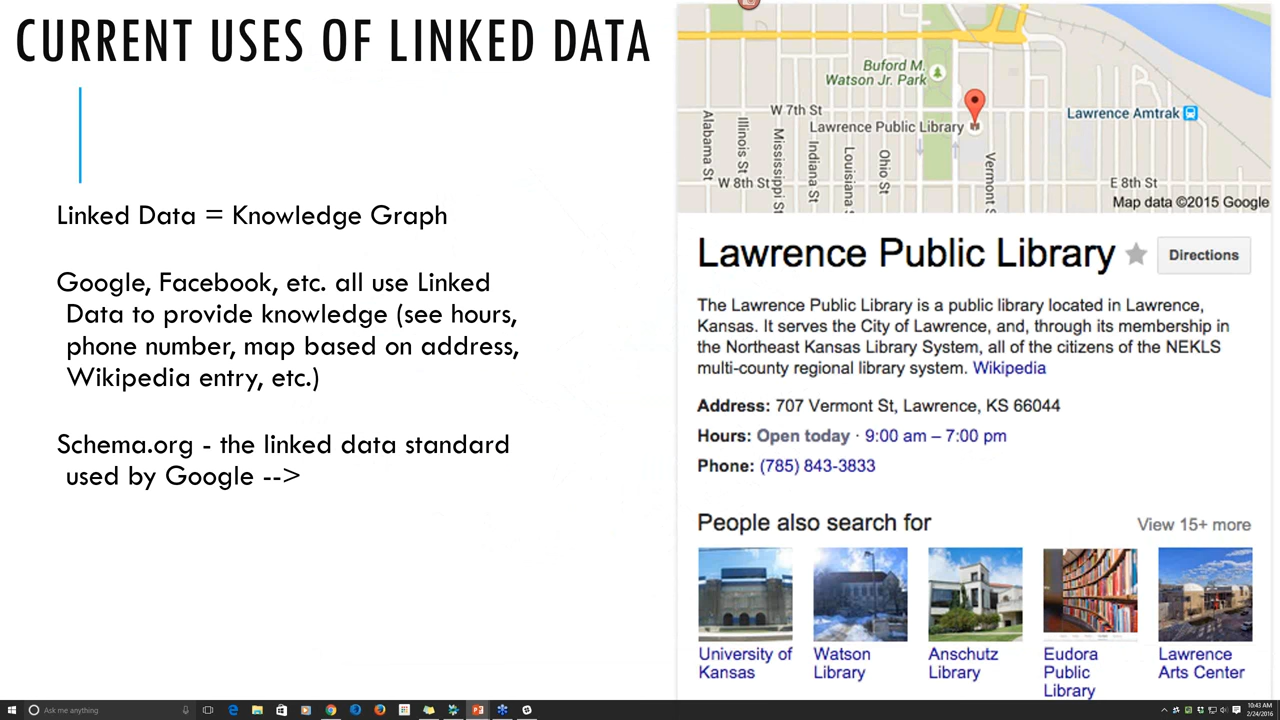 CURRENT USES OF LINKED DATA
Linked Data = Knowledge Graph
Google, Facebook, etc. all use Linked
Data to provide knowledge (see hours,
phone number, map based on address,
Wikipedia entry, etc.)
Schema.org - the linked data standard
used by Google -->
Buford M.
Watson Jr. Park
W 7th St
Lawrence Public Library
Lawrence Amtrak
Alabama St
Illinois St
Mississippi St
Indiana St
Louisiana St
Ohio St
Vermont S
W 8th St
E 8th St
Map data ©2015 Google
Lawrence Public Library
Directions
The Lawrence Public Library is a public library located in Lawrence,
Kansas. It serves the City of Lawrence, and, through its membership in
the Northeast Kansas Library System, all of the citizens of the NEKLS
multi-county regional library system. Wikipedia
Address: 707 Vermont St, Lawrence, KS 66044
Hours: Open today · 9:00 am – 7:00 pm
Phone: (785) 843-3833
People also search for
View 15+ more
University of
Kansas
Watson
Library
Anschutz
Library
Eudora
Public
Library
Lawrence
Arts Center
Ask me anything
10:43 AM
2/24/2016